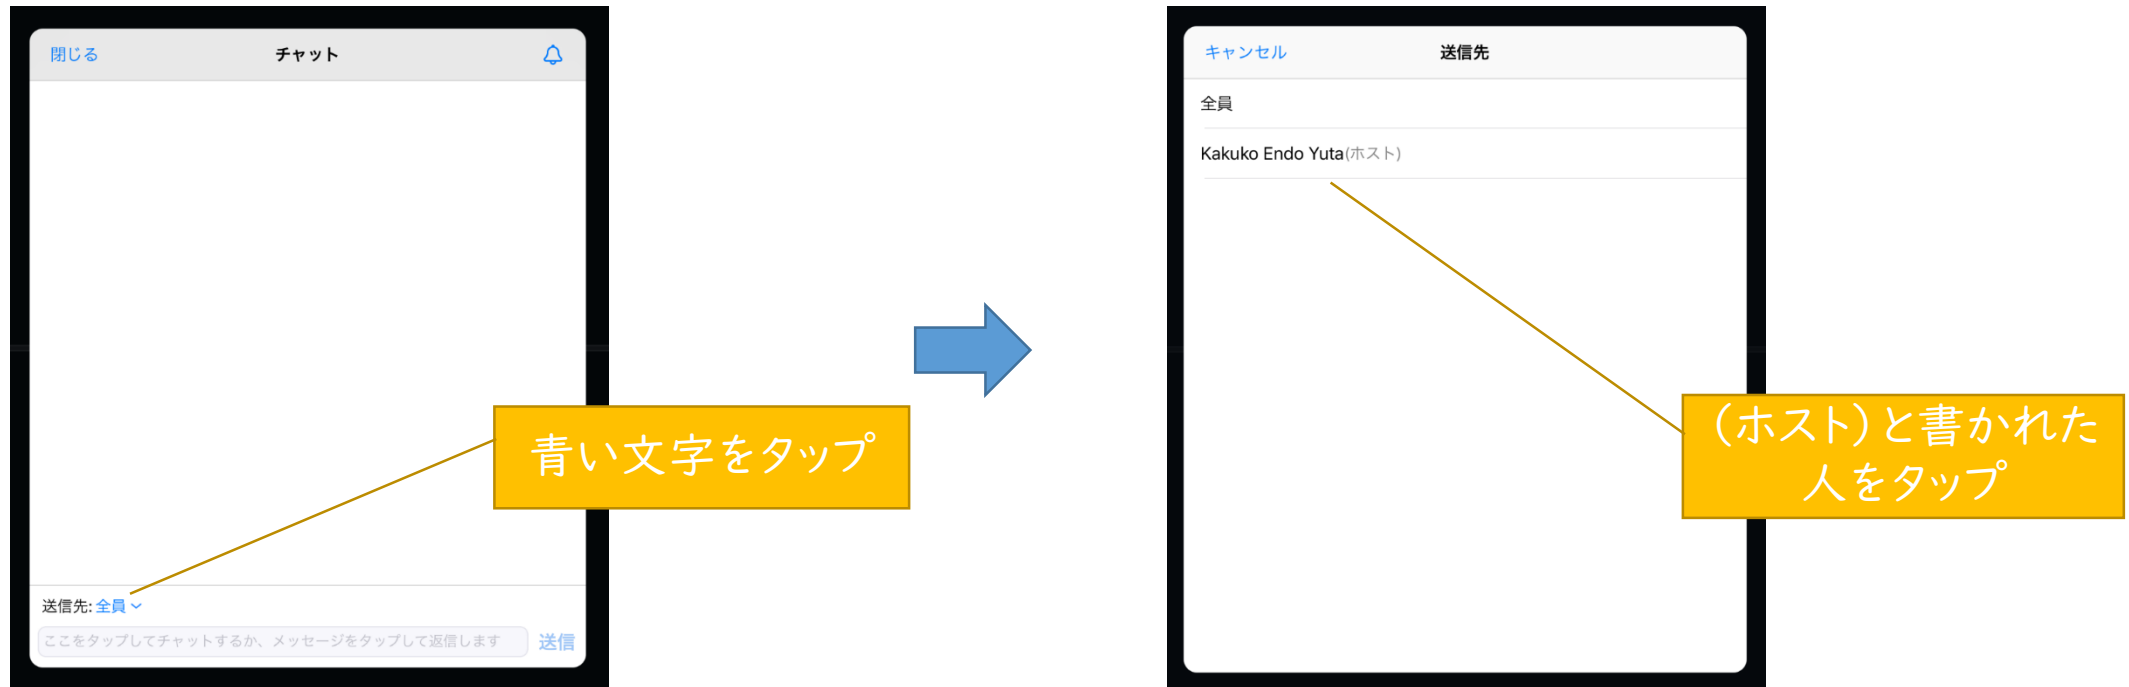 閉じる
チャット
送信先: 全員
ここをタップしてチャットするか、メッセージをタップして返信します
送信
青い文字をタップ
キャンセル
送信先
全員
Kakuko Endo Yuta(ホスト)
(ホスト)と書かれた
人をタップ